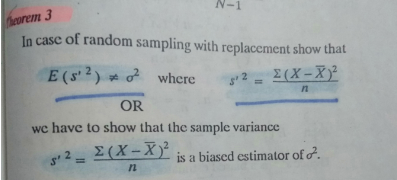 N−1
Theorem 3
In case of random sampling with replacement show that
E (s' ²) ≠ σ² where s' ² = Σ (X − X̄)² / n
OR
we have to show that the sample variance
s' ² = Σ (X − X̄)² / n is a biased estimator of σ².